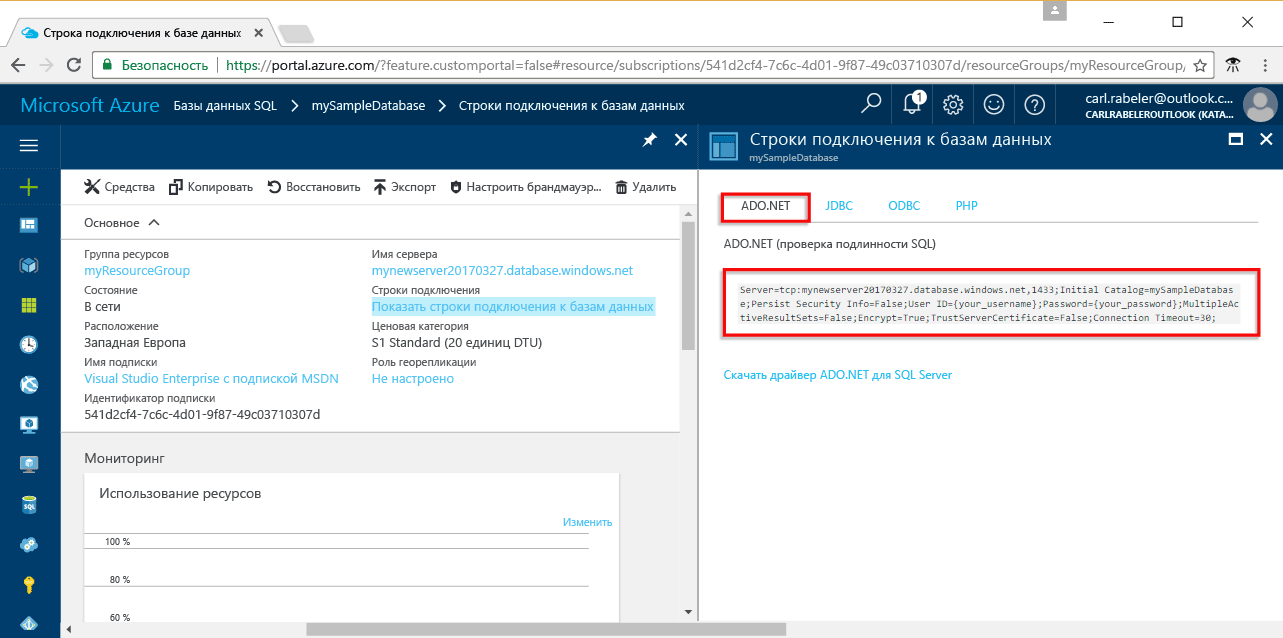 Строка подключения к базе данных
Безопасность
https://portal.azure.com/?feature.customportal=false#resource/subscriptions/541d2cf4-7c6c-4d01-9f87-49c03710307d/resourceGroups/myResourceGroup/
Microsoft Azure Базы данных SQL > mySampleDatabase > Строки подключения к базам данных
1
carl.rabeler@outlook.c...
CARLRABELEROUTLOOK (KATA...
Средства Копировать Восстановить Экспорт Настроить брандмауэр... Удалить
Основное
Группа ресурсов
myResourceGroup
Состояние
В сети
Расположение
Западная Европа
Имя подписки
Visual Studio Enterprise с подпиской MSDN
Идентификатор подписки
541d2cf4-7c6c-4d01-9f87-49c03710307d
Имя сервера
mynewserver20170327.database.windows.net
Строки подключения
Показать строки подключения к базам данных
Ценовая категория
S1 Standard (20 единиц DTU)
Роль георепликации
Не настроено
Мониторинг
Использование ресурсов
Изменить
100 %
80 %
60 %
SQL
Строки подключения к базам данных
mySampleDatabase
ADO.NET JDBC ODBC PHP
ADO.NET (проверка подлинности SQL)
Server=tcp:mynewserver20170327.database.windows.net,1433;Initial Catalog=mySampleDatabas
e;Persist Security Info=False;User ID={your_username};Password={your_password};MultipleAc
tiveResultSets=False;Encrypt=True;TrustServerCertificate=False;Connection Timeout=30;
Скачать драйвер ADO.NET для SQL Server